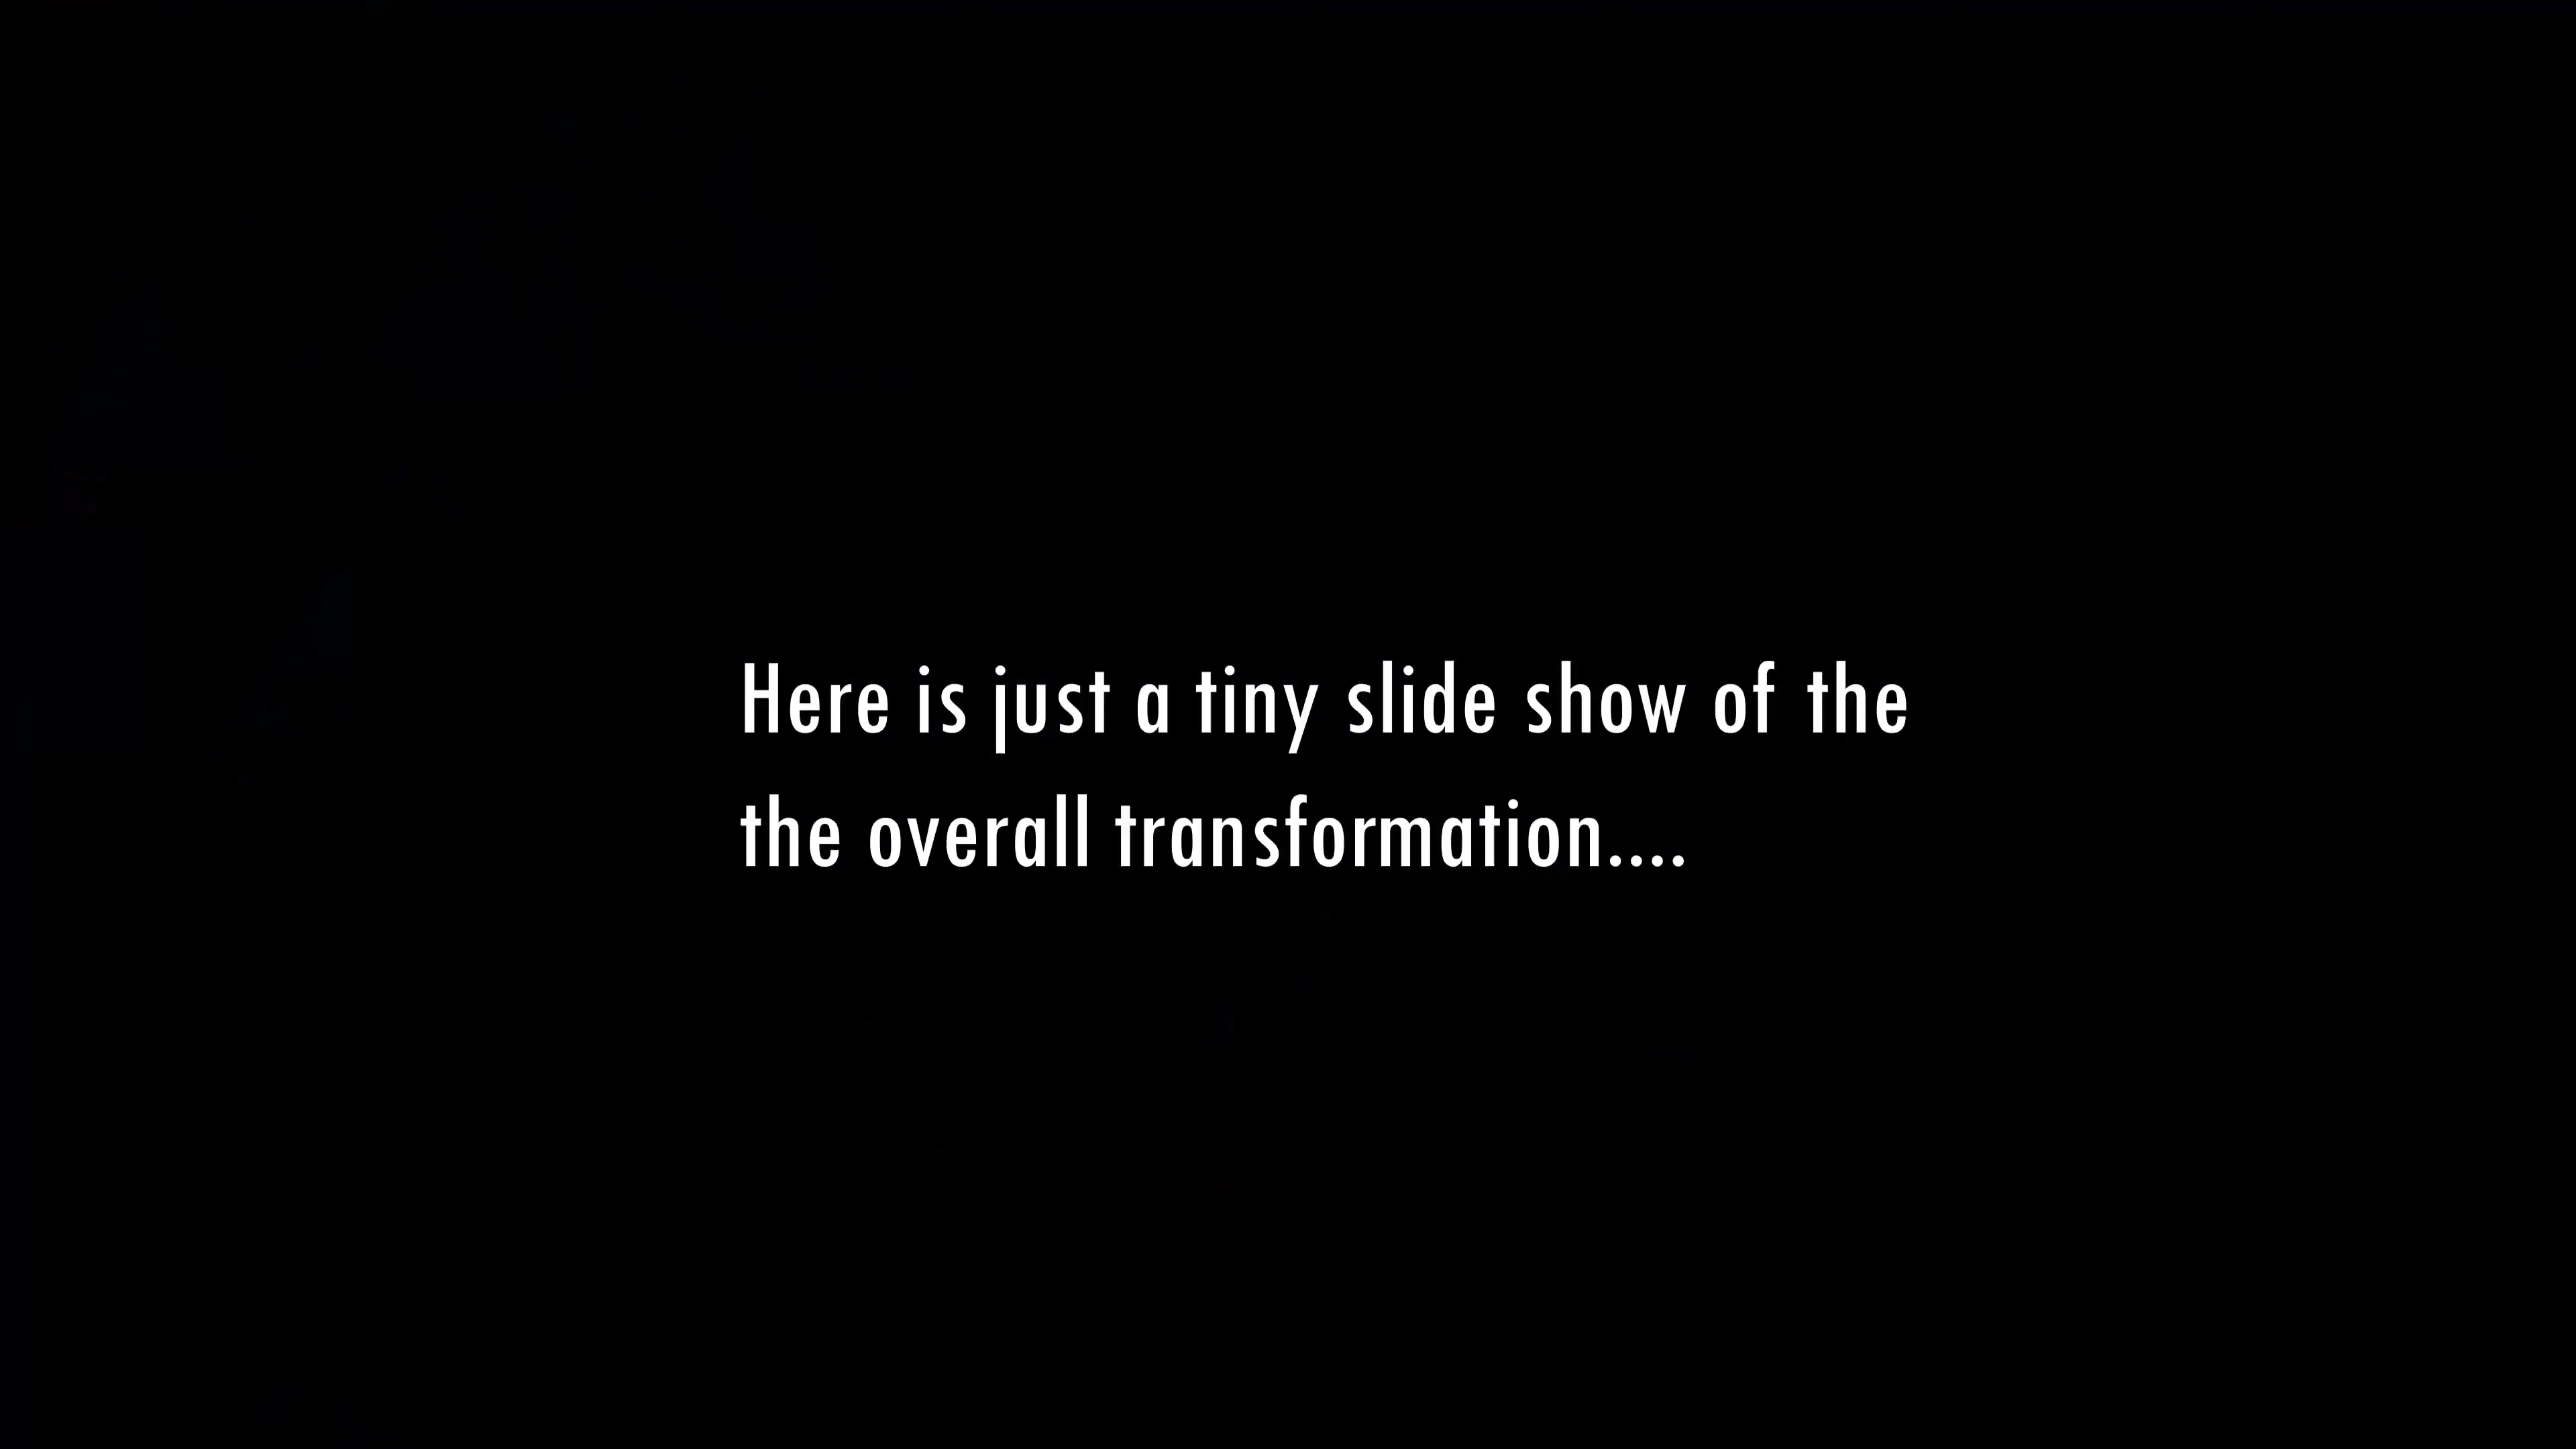 Here is just a tiny slide show of the
the overall transformation....